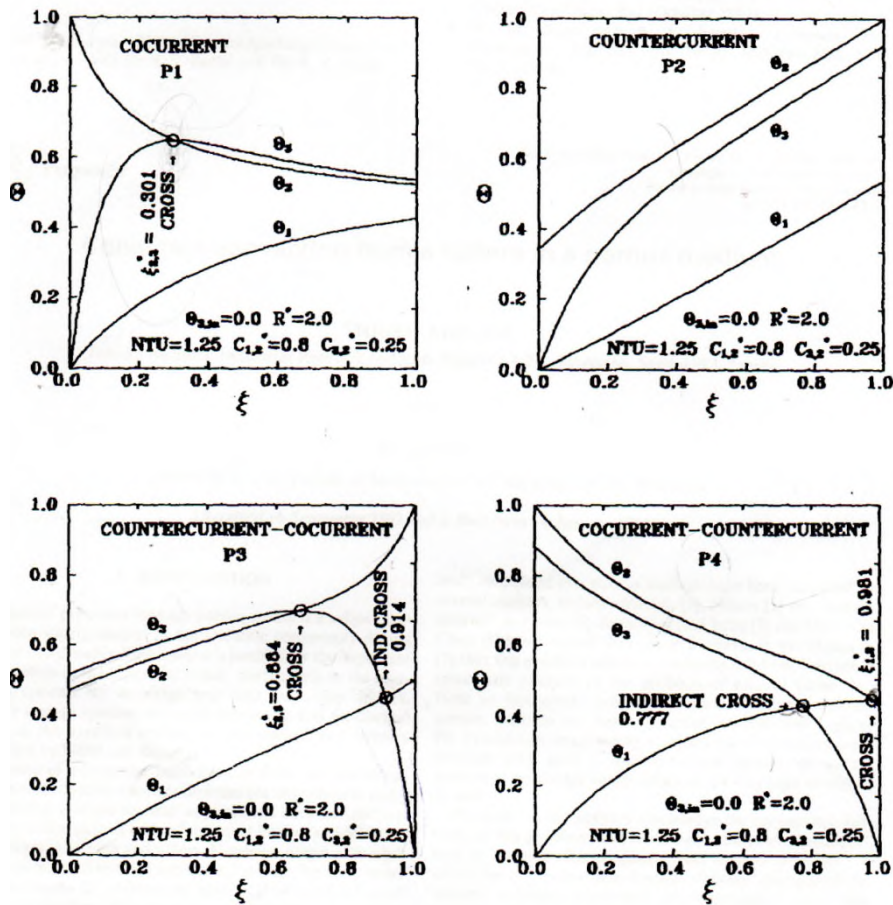 1.0
0.8
0.6
0.4
0.2
0.0
Θ
COCURRENT
P1
Θ₃
Θ₂
Θ₁
ξ*₂,₃= 0.301
CROSS →
Θ₃,ᵢₙ=0.0 R*=2.0
NTU=1.25 C₁,₂*=0.8 C₃,₂*=0.25
0.0 0.2 0.4 0.6 0.8 1.0
ξ
1.0
0.8
0.6
0.4
0.2
0.0
Θ
COUNTERCURRENT
P2
Θ₂
Θ₃
Θ₁
Θ₃,ᵢₙ=0.0 R*=2.0
NTU=1.25 C₁,₂*=0.8 C₃,₂*=0.25
0.0 0.2 0.4 0.6 0.8 1.0
ξ
1.0
0.8
0.6
0.4
0.2
0.0
Θ
COUNTERCURRENT-COCURRENT
P3
Θ₃
Θ₂
Θ₁
ξ*₂,₃=0.664
CROSS →
→IND.CROSS
0.914
Θ₃,ᵢₙ=0.0 R*=2.0
NTU=1.25 C₁,₂*=0.8 C₃,₂*=0.25
0.0 0.2 0.4 0.6 0.8 1.0
ξ
1.0
0.8
0.6
0.4
0.2
0.0
Θ
COCURRENT-COUNTERCURRENT
P4
Θ₂
Θ₃
Θ₁
INDIRECT CROSS →
0.777
ξ*₁,₂= 0.981
CROSS →
Θ₃,ᵢₙ=0.0 R*=2.0
NTU=1.25 C₁,₂*=0.8 C₃,₂*=0.25
0.0 0.2 0.4 0.6 0.8 1.0
ξ